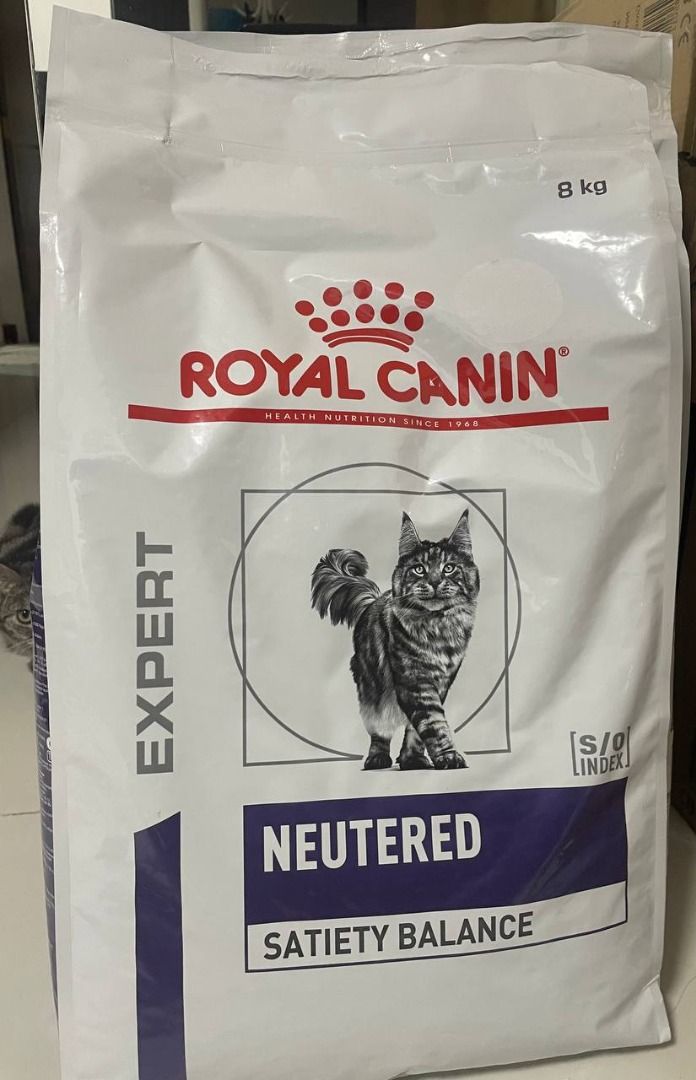 8 kg
ROYAL CANIN®
HEALTH NUTRITION SINCE 1968
EXPERT
[S/O
INDEX]
NEUTERED
SATIETY BALANCE